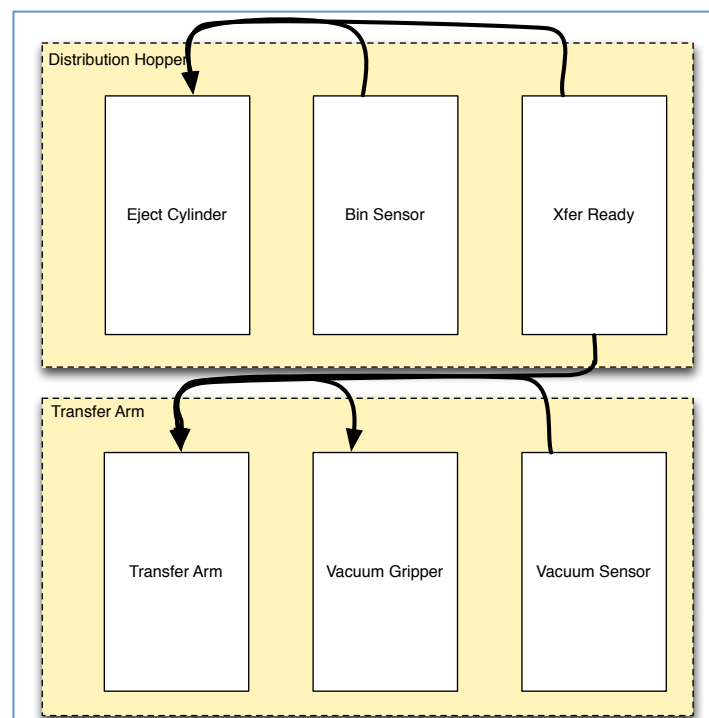 Distribution Hopper
Eject Cylinder
Bin Sensor
Xfer Ready
Transfer Arm
Transfer Arm
Vacuum Gripper
Vacuum Sensor